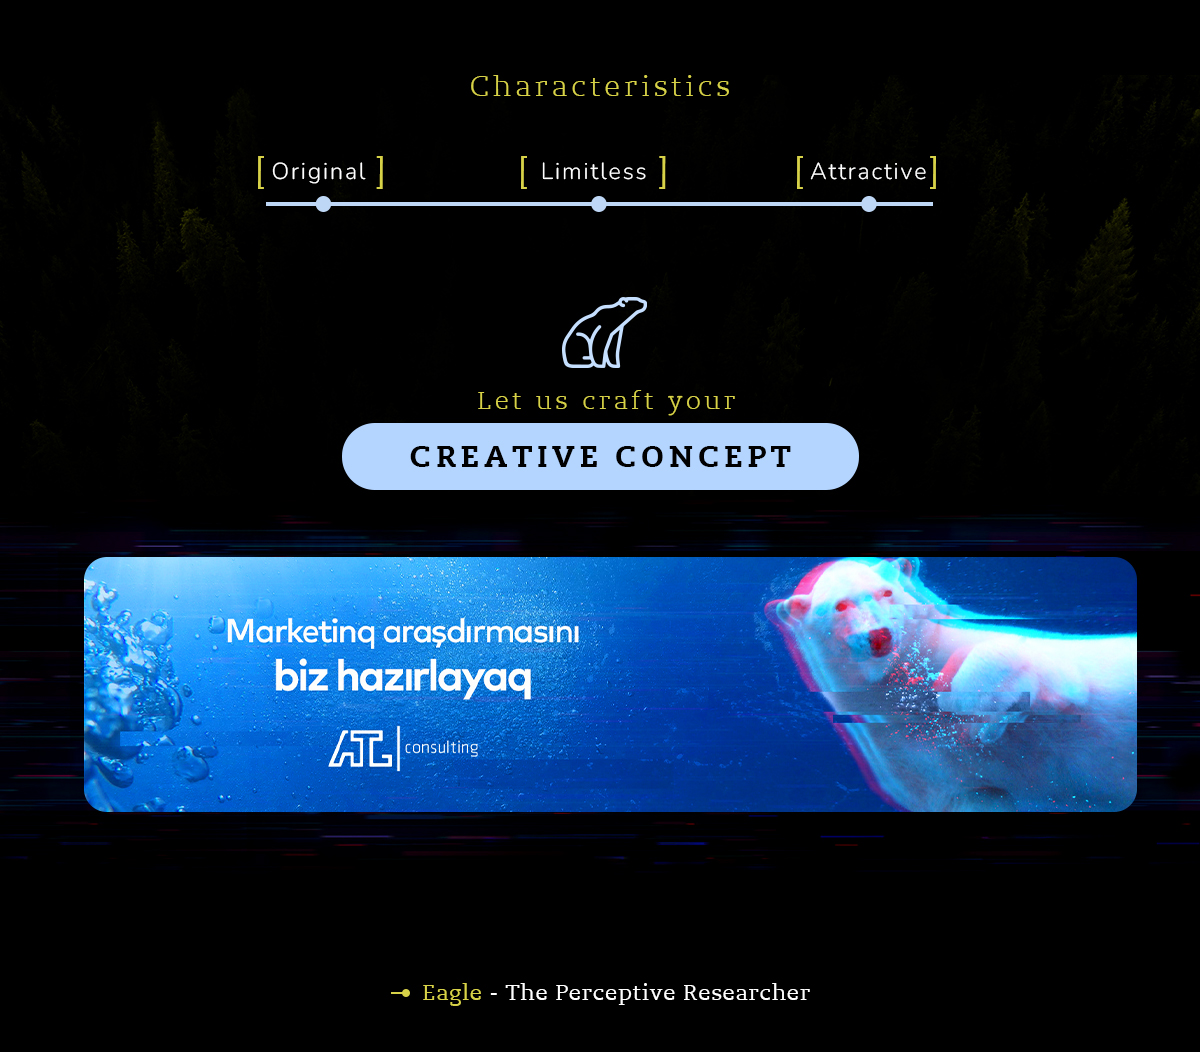 Characteristics
[ Original ] [ Limitless ] [ Attractive ]
Let us craft your
CREATIVE CONCEPT
Marketinq araşdırmasını
biz hazırlayaq
ATL consulting
Eagle - The Perceptive Researcher